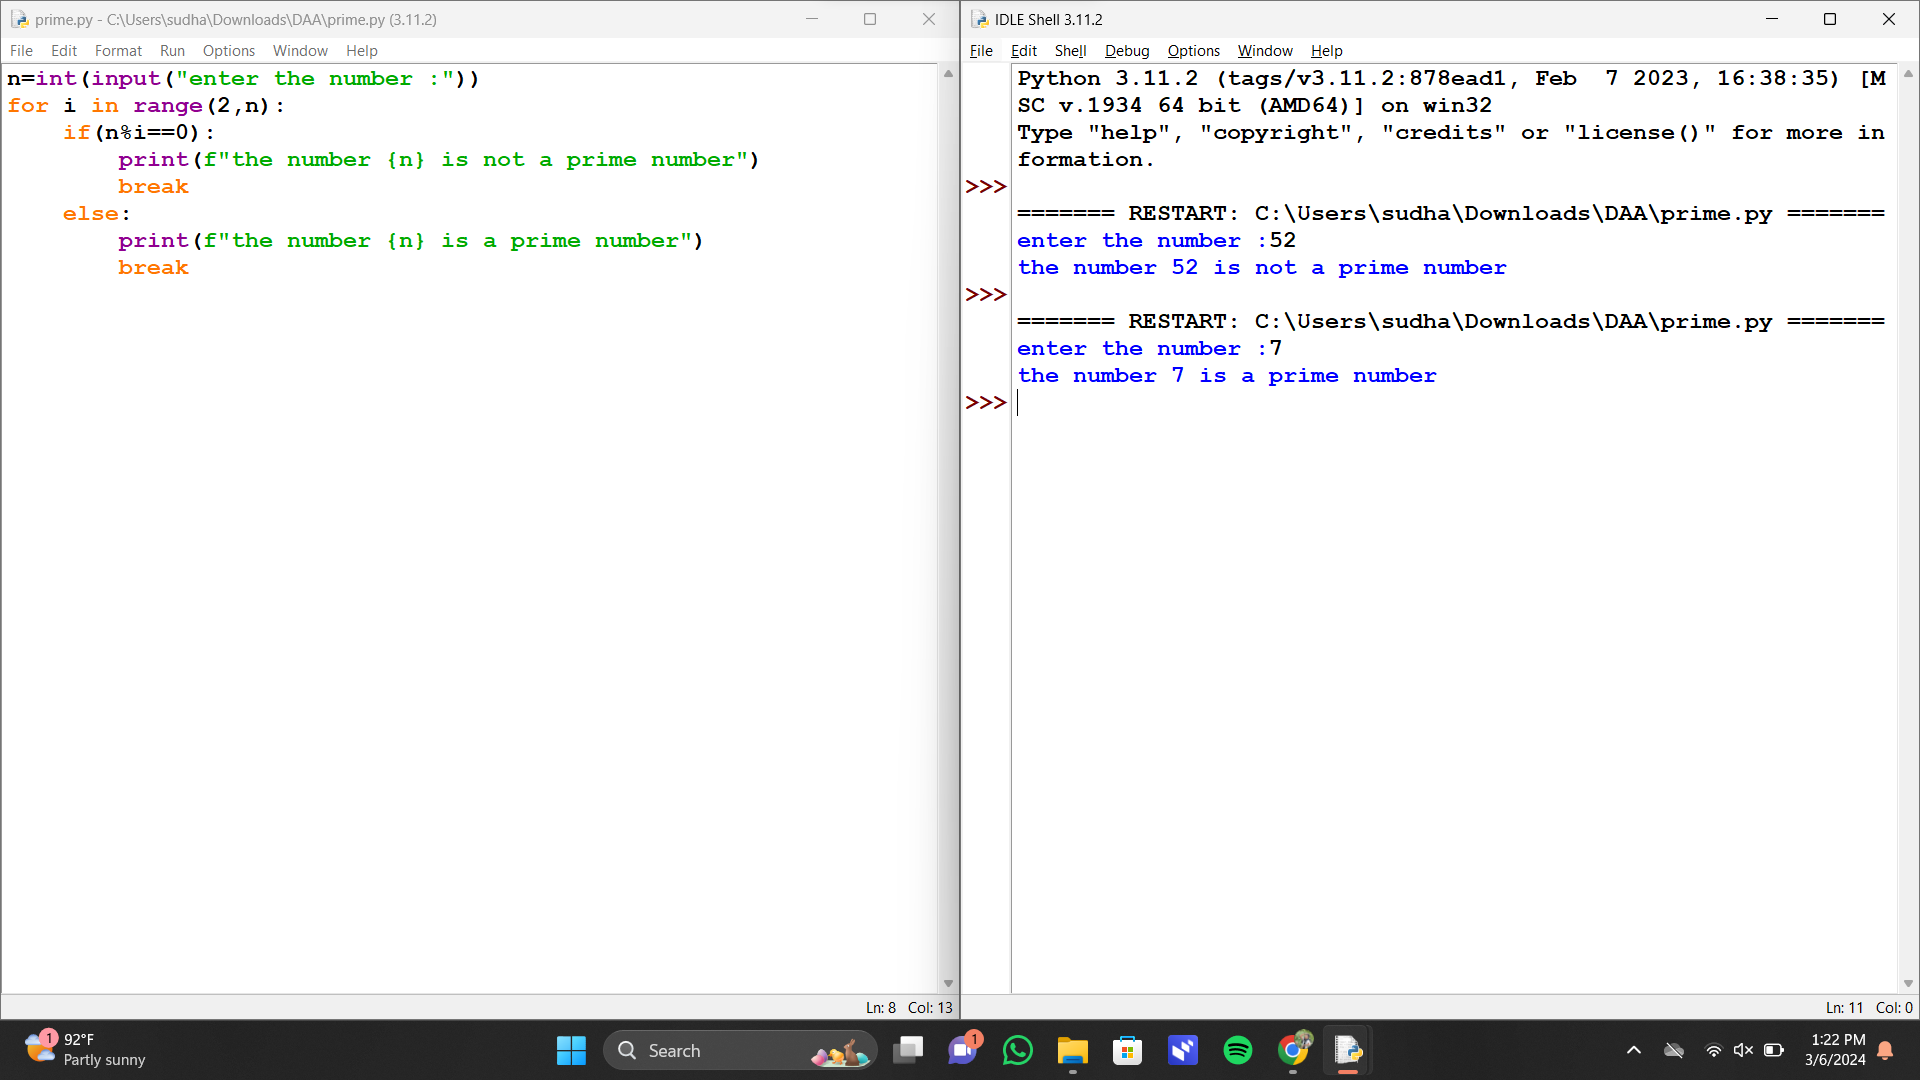 prime.py - C:\Users\sudha\Downloads\DAA\prime.py (3.11.2)
File Edit Format Run Options Window Help
n=int(input("enter the number :"))
for i in range(2,n):
    if(n%i==0):
        print(f"the number {n} is not a prime number")
        break
    else:
        print(f"the number {n} is a prime number")
        break
Ln: 8 Col: 13
IDLE Shell 3.11.2
File Edit Shell Debug Options Window Help
Python 3.11.2 (tags/v3.11.2:878ead1, Feb  7 2023, 16:38:35) [M
SC v.1934 64 bit (AMD64)] on win32
Type "help", "copyright", "credits" or "license()" for more in
formation.
>>>
======= RESTART: C:\Users\sudha\Downloads\DAA\prime.py =======
enter the number :52
the number 52 is not a prime number
>>>
======= RESTART: C:\Users\sudha\Downloads\DAA\prime.py =======
enter the number :7
the number 7 is a prime number
>>>
Ln: 11 Col: 0
1
92°F
Partly sunny
Search
1
1:22 PM
3/6/2024